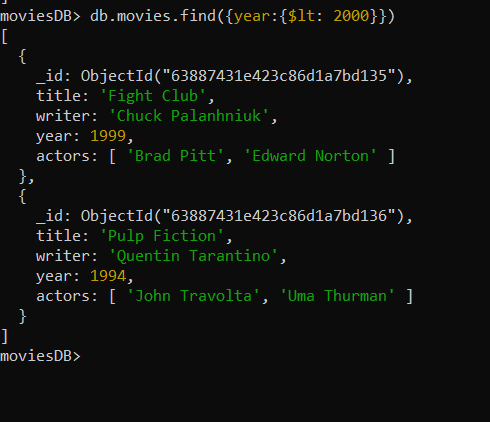 moviesDB> db.movies.find({year:{$lt: 2000}})
[
  {
    _id: ObjectId("63887431e423c86d1a7bd135"),
    title: 'Fight Club',
    writer: 'Chuck Palanhniuk',
    year: 1999,
    actors: [ 'Brad Pitt', 'Edward Norton' ]
  },
  {
    _id: ObjectId("63887431e423c86d1a7bd136"),
    title: 'Pulp Fiction',
    writer: 'Quentin Tarantino',
    year: 1994,
    actors: [ 'John Travolta', 'Uma Thurman' ]
  }
]
moviesDB>